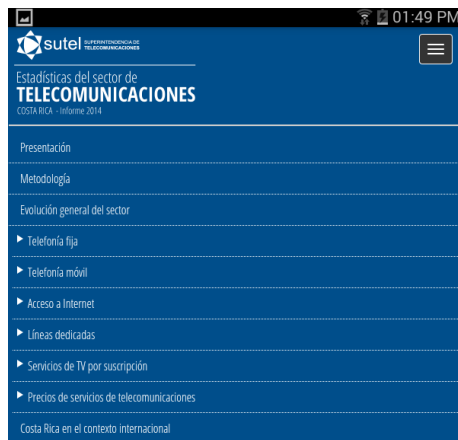 01:49 PM
sutel SUPERINTENDENCIA DE
TELECOMUNICACIONES
Estadísticas del sector de
TELECOMUNICACIONES
COSTA RICA - Informe 2014
Presentación
Metodología
Evolución general del sector
Telefonía fija
Telefonía móvil
Acceso a Internet
Líneas dedicadas
Servicios de TV por suscripción
Precios de servicios de telecomunicaciones
Costa Rica en el contexto internacional